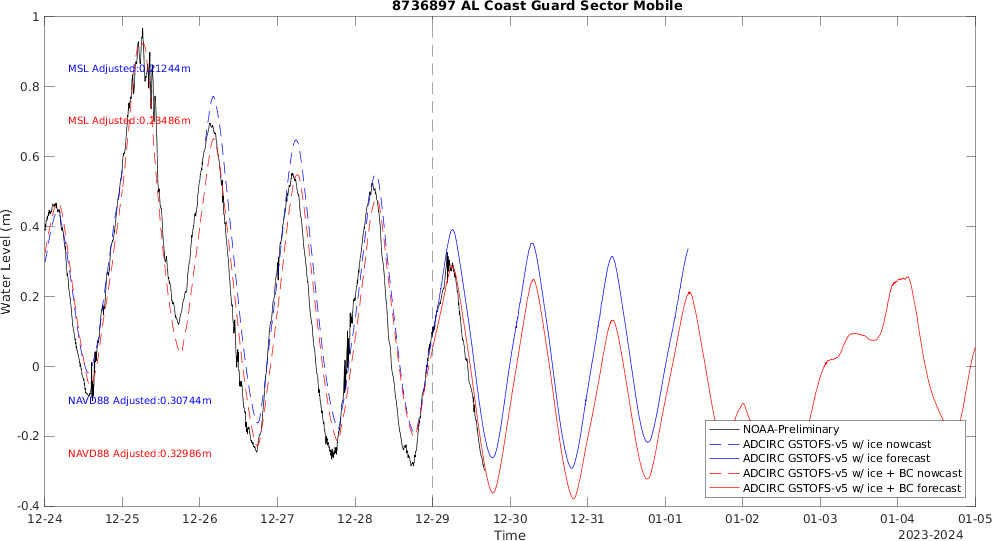 8736897 AL Coast Guard Sector Mobile
1
0.8
0.6
0.4
0.2
0
-0.2
-0.4
Water Level (m)
MSL Adjusted:0.21244m
MSL Adjusted:0.23486m
NAVD88 Adjusted:0.30744m
NAVD88 Adjusted:0.32986m
NOAA-Preliminary
ADCIRC GSTOFS-v5 w/ ice nowcast
ADCIRC GSTOFS-v5 w/ ice forecast
ADCIRC GSTOFS-v5 w/ ice + BC nowcast
ADCIRC GSTOFS-v5 w/ ice + BC forecast
12-24 12-25 12-26 12-27 12-28 12-29 12-30 12-31 01-01 01-02 01-03 01-04 01-05
Time
2023-2024